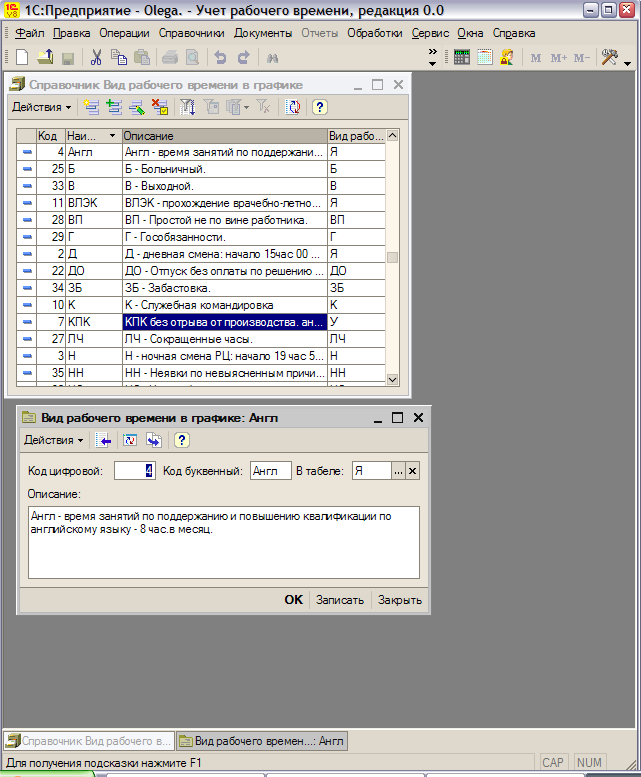 1С:Предприятие - Olega. - Учет рабочего времени, редакция 0.0
Файл Правка Операции Справочники Документы Отчеты Обработки Сервис Окна Справка
M M+ M-
Справочник Вид рабочего времени в графике
Действия
Код Наи... Описание Вид рабо...
4 Англ Англ - время занятий по поддержани... Я
25 Б Б - Больничный. Б
33 В В - Выходной. В
11 ВЛЭК ВЛЭК - прохождение врачебно-летно... Я
28 ВП ВП - Простой не по вине работника. ВП
29 Г Г - Гособязанности. Г
2 Д Д - дневная смена: начало 15час 00 ... Я
22 ДО ДО - Отпуск без оплаты по решению ... ДО
34 ЗБ ЗБ - Забастовка. ЗБ
10 К К - Служебная командировка К
7 КПК КПК без отрыва от производства. ан... У
27 ЛЧ ЛЧ - Сокращенные часы. ЛЧ
3 Н Н - ночная смена РЦ: начало 19 час 5... Н
35 НН НН - Неявки по невыясненным причи... НН
Вид рабочего времени в графике: Англ
Действия
Код цифровой: 4 Код буквенный: Англ В табеле: Я ... ×
Описание:
Англ - время занятий по поддержанию и повышению квалификации по
английскому языку - 8 час.в месяц.
OK Записать Закрыть
Справочник Вид рабочего в... Вид рабочего времен...: Англ
Для получения подсказки нажмите F1 CAP NUM